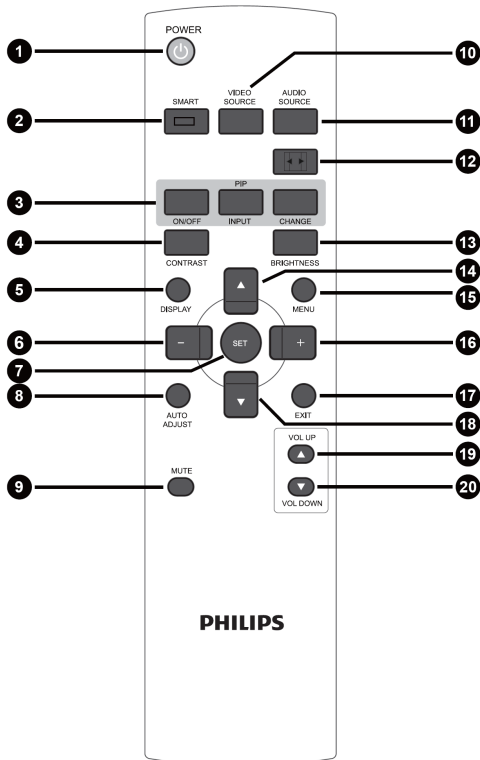 POWER
1
10
VIDEO
SOURCE
AUDIO
SOURCE
SMART
2
11
12
PIP
3
ON/OFF
INPUT
CHANGE
4
13
CONTRAST
BRIGHTNESS
14
5
DISPLAY
MENU
15
6
−
SET
+
16
7
8
17
AUTO
ADJUST
EXIT
18
VOL UP
19
MUTE
9
20
VOL DOWN
PHILIPS